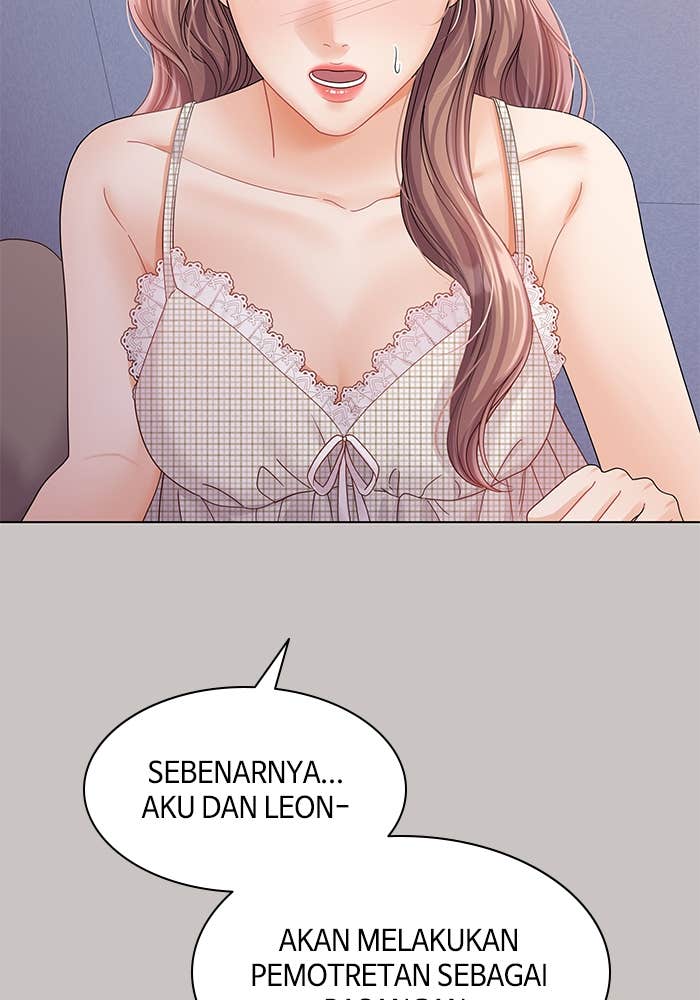 SEBENARNYA...
AKU DAN LEON-
AKAN MELAKUKAN
PEMOTRETAN SEBAGAI